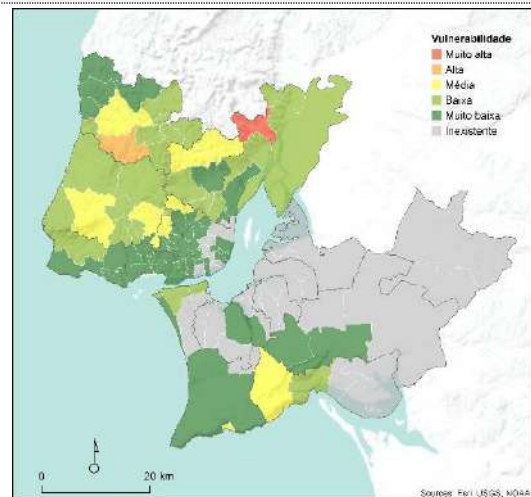 Vulnerabilidade
Muito alta
Alta
Média
Baixa
Muito baixa
Inexistente
0 20 km
Sources: Esri, USGS, NOAA